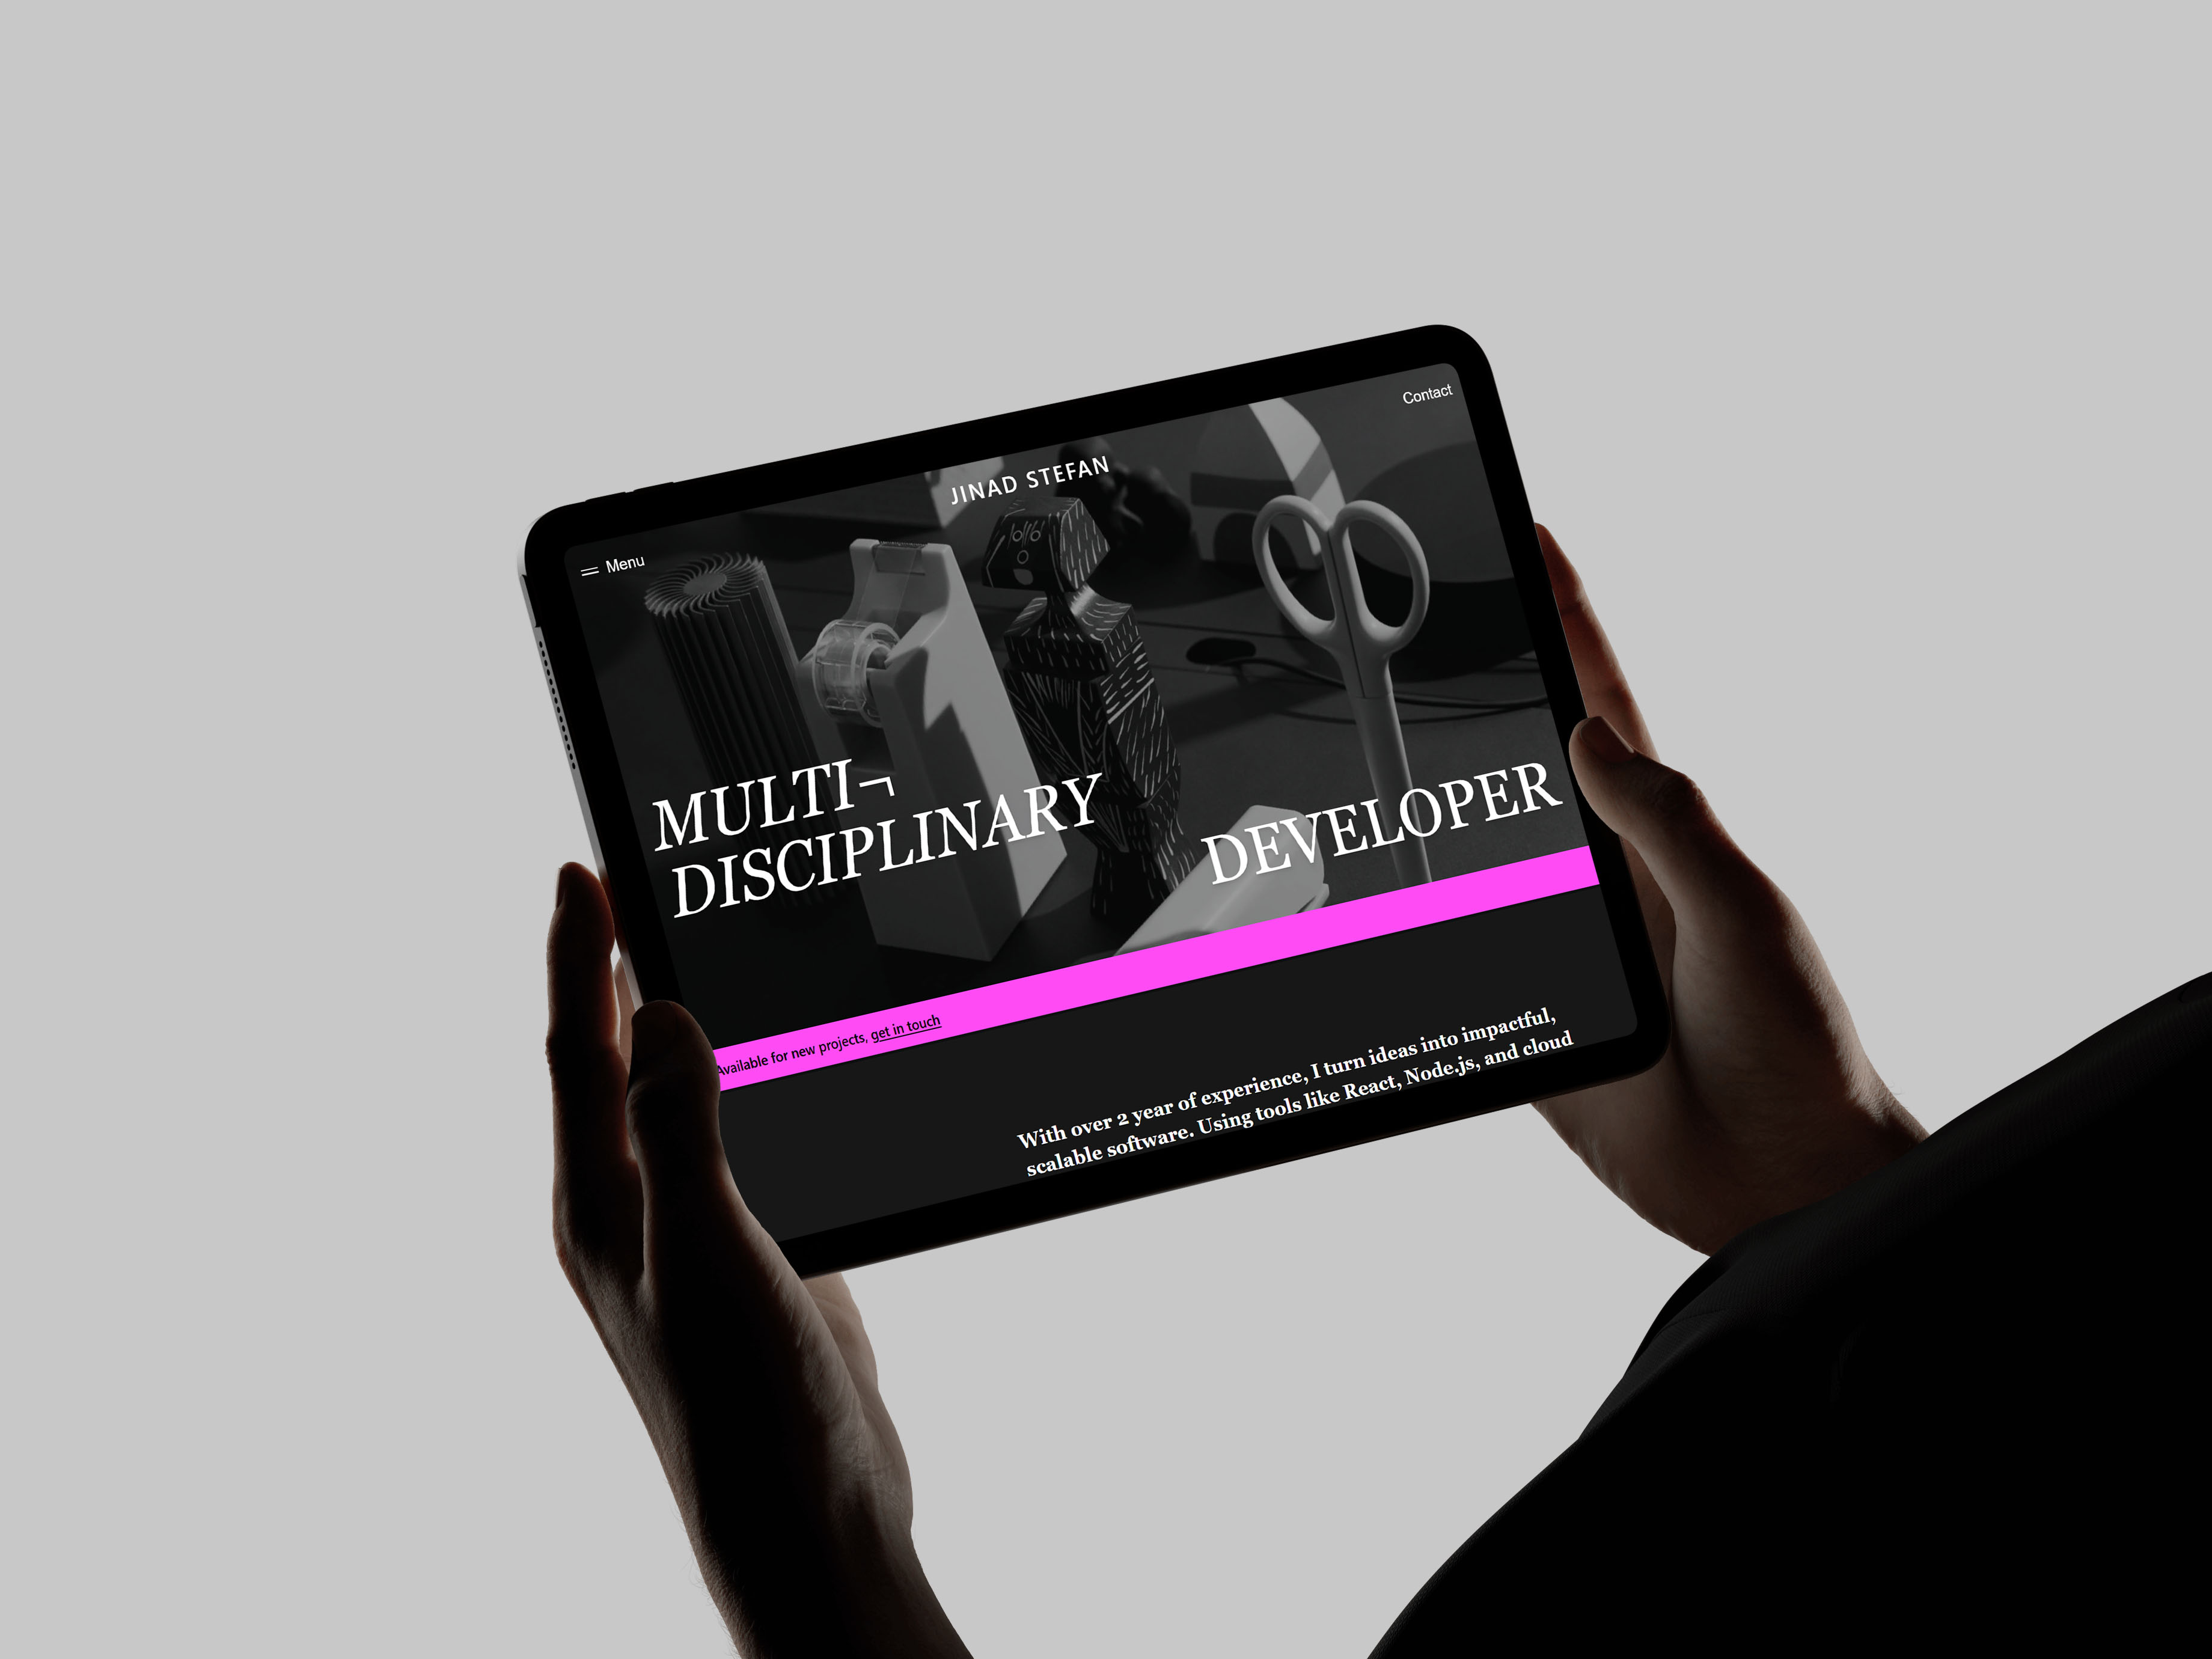 Contact
JINAD STEFAN
Menu
MULTI¬
DISCIPLINARY
DEVELOPER
Available for new projects, get in touch
With over 2 year of experience, I turn ideas into impactful,
scalable software. Using tools like React, Node.js, and cloud